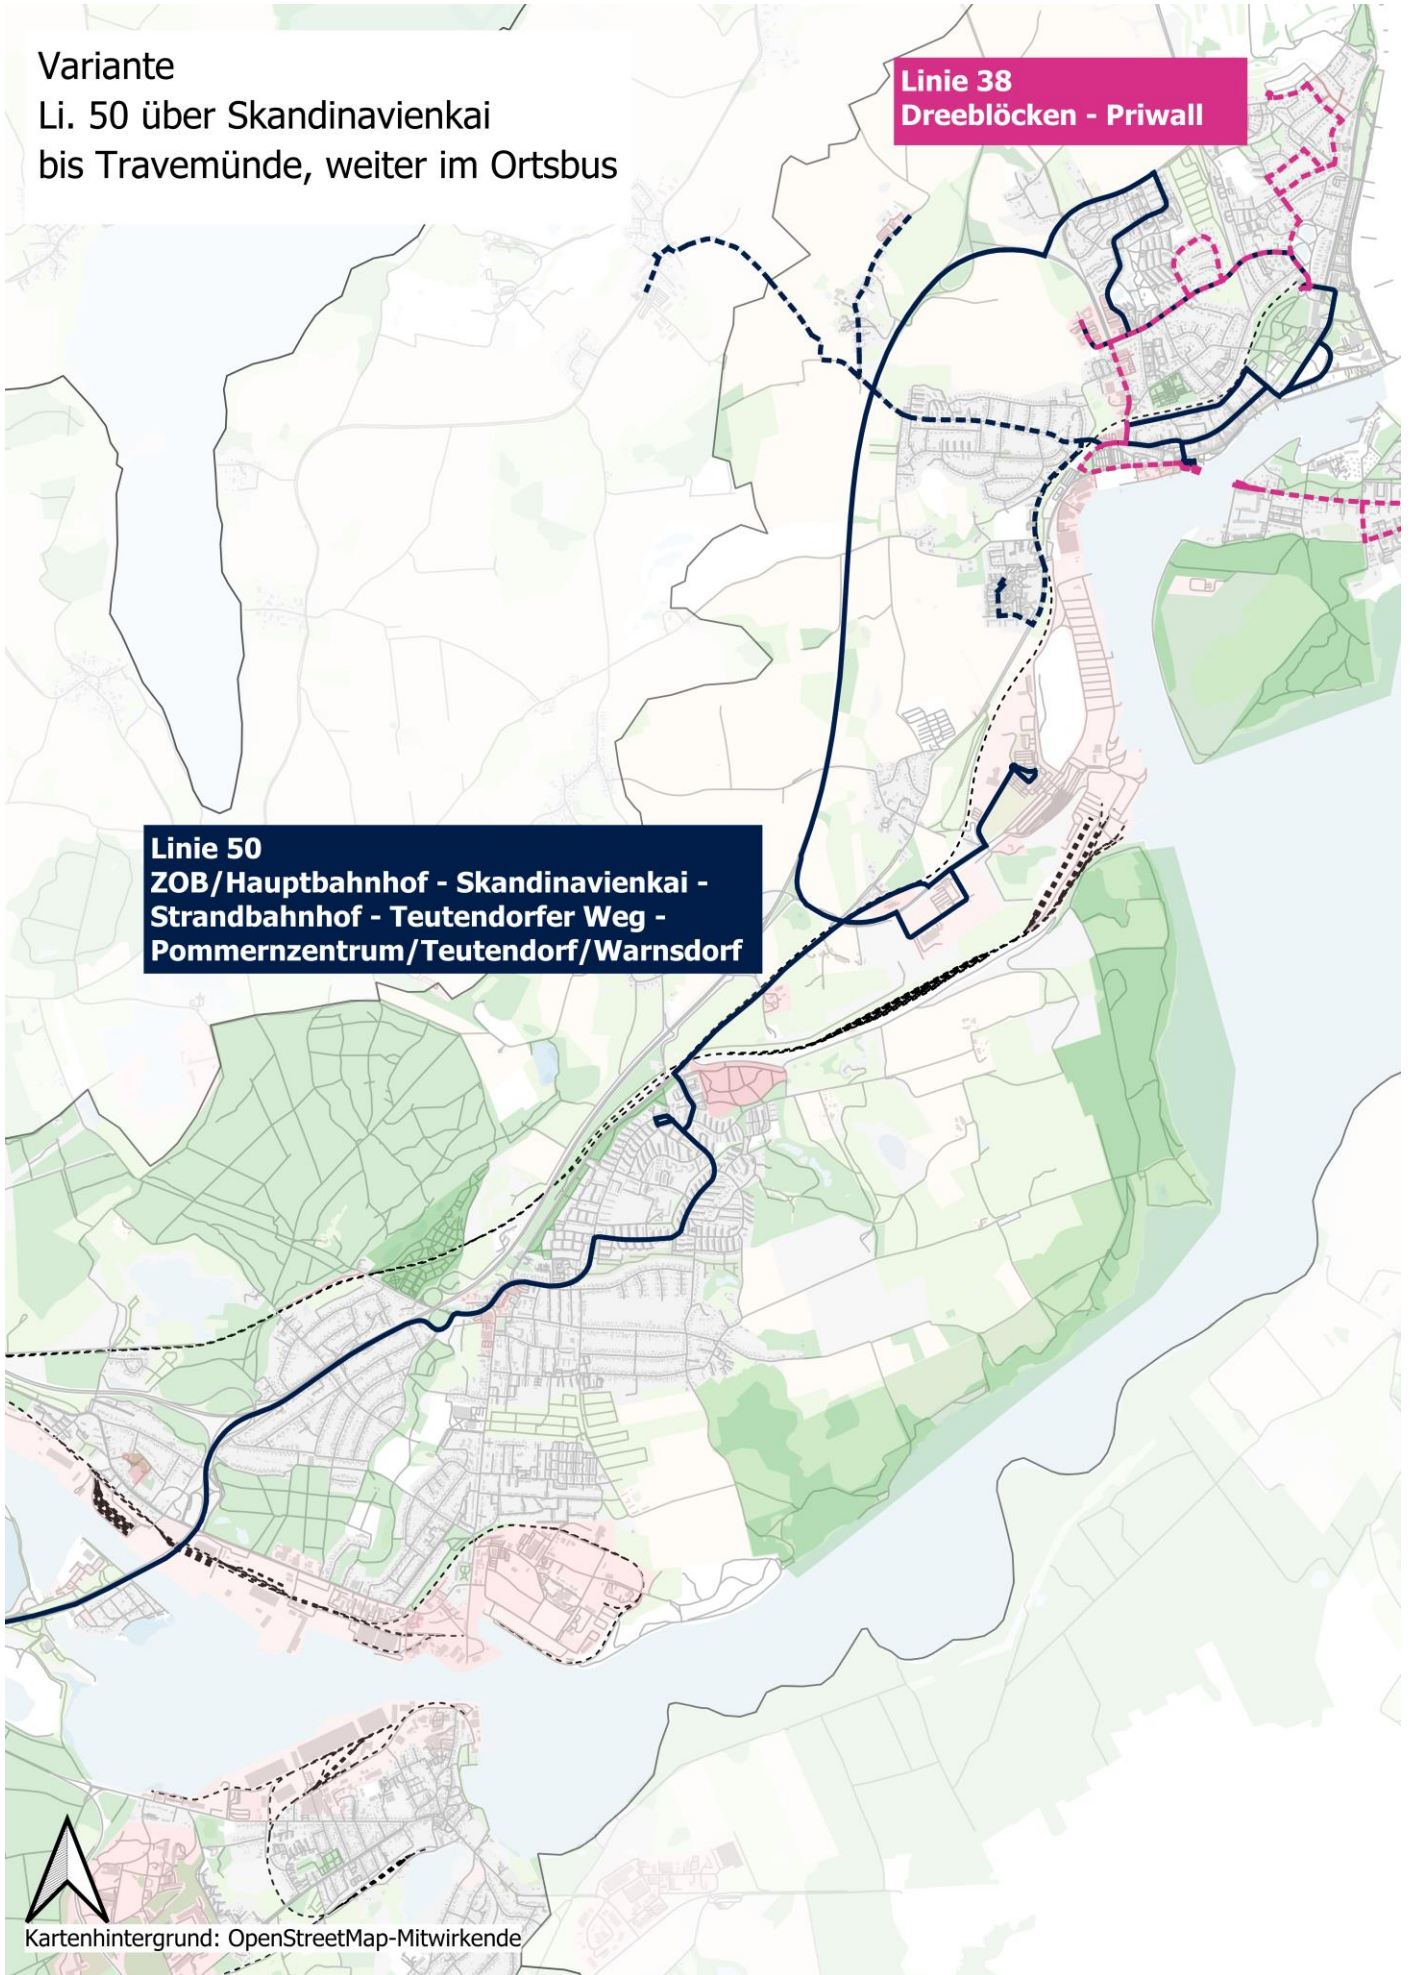 Variante
Li. 50 über Skandinavienkai
bis Travemünde, weiter im Ortsbus
Linie 38
Dreeblöcken - Priwall
Linie 50
ZOB/Hauptbahnhof - Skandinavienkai -
Strandbahnhof - Teutendorfer Weg -
Pommernzentrum/Teutendorf/Warnsdorf
Kartenhintergrund: OpenStreetMap-Mitwirkende